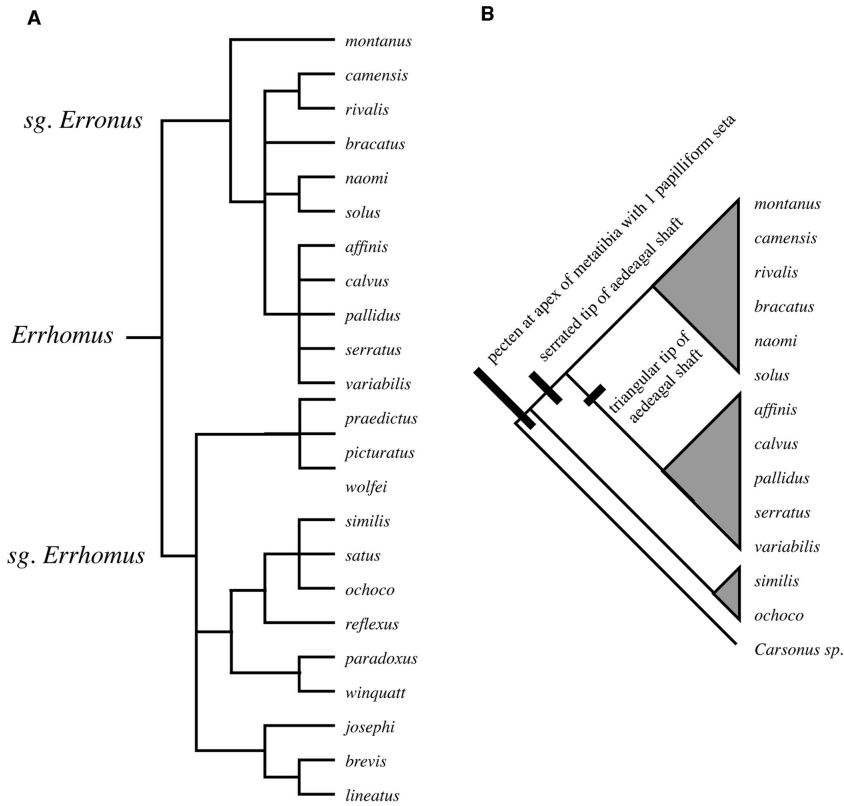 A
montanus
camensis
rivalis
sg. Erronus
bracatus
naomi
solus
affinis
calvus
pallidus
Errhomus
serratus
variabilis
praedictus
picturatus
wolfei
similis
sg. Errhomus
satus
ochoco
reflexus
paradoxus
winquatt
josephi
brevis
lineatus
B
pecten at apex of metatibia with 1 papilliform seta
serrated tip of aedeagal shaft
triangular tip of
aedeagal shaft
montanus
camensis
rivalis
bracatus
naomi
solus
affinis
calvus
pallidus
serratus
variabilis
similis
ochoco
Carsonus sp.